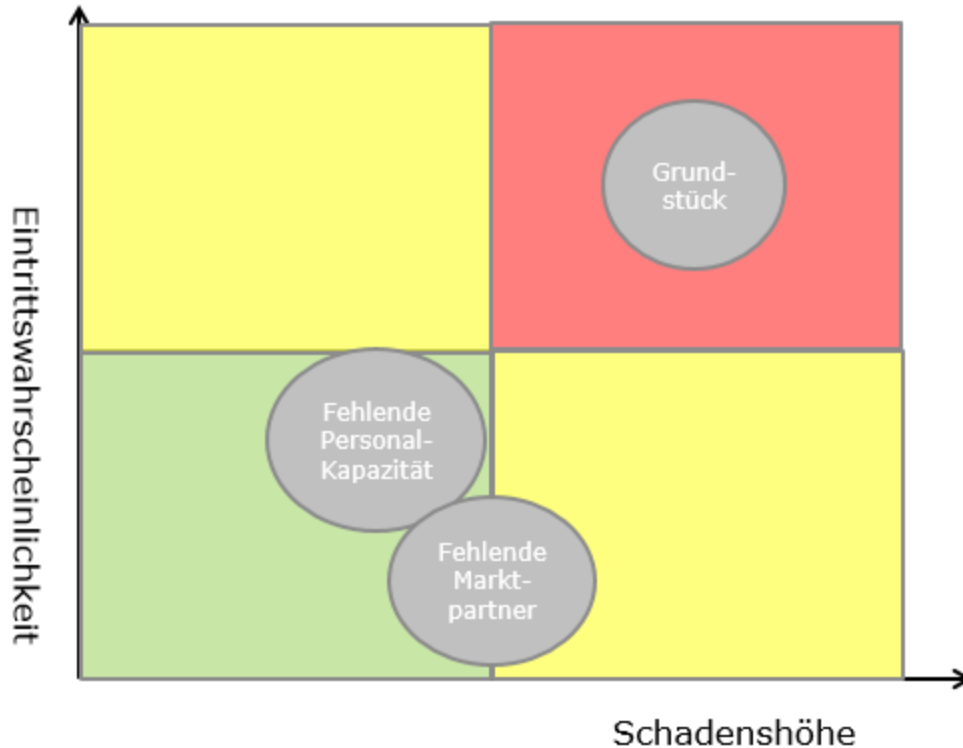 Eintrittswahrscheinlichkeit
Grund-
stück
Fehlende
Personal-
Kapazität
Fehlende
Markt-
partner
Schadenshöhe